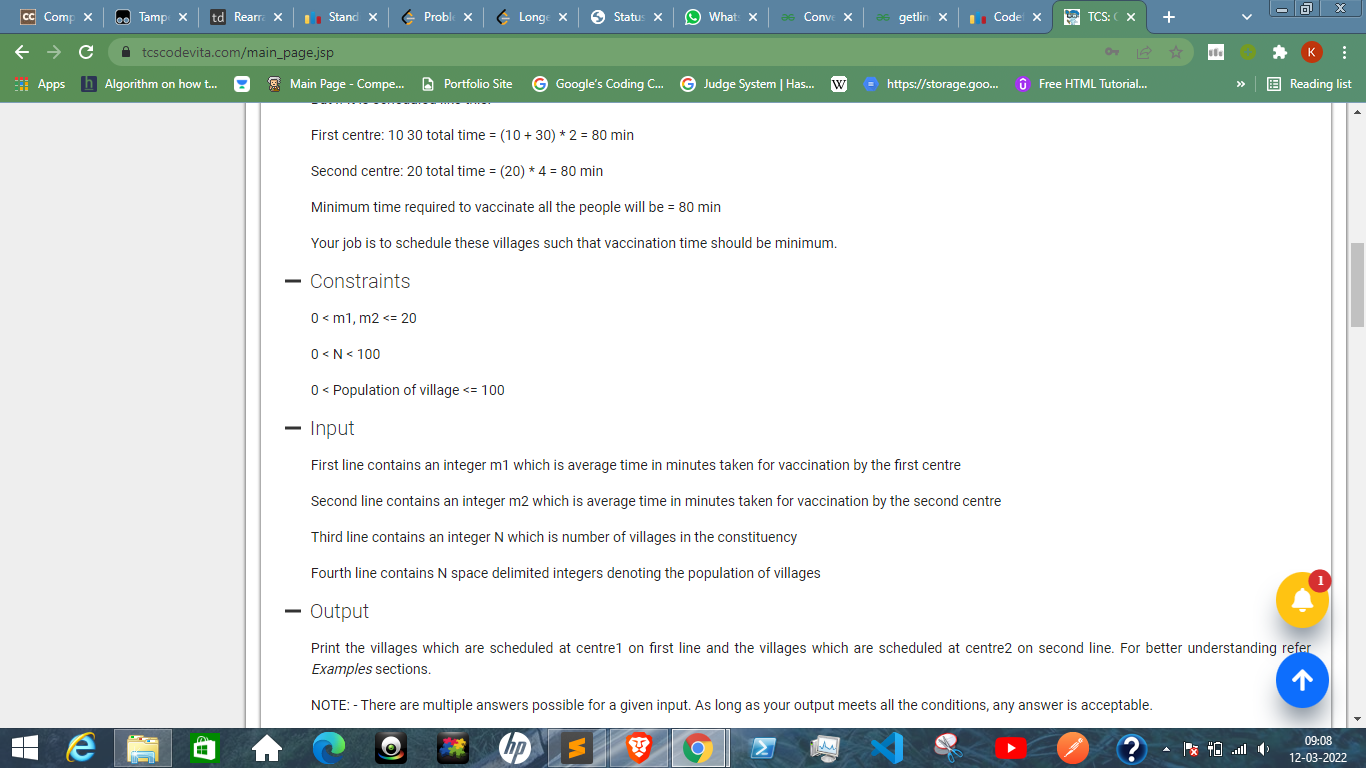 Comp
Tamp
Rearra
Stand
Proble
Longe
Status
Whats
Conve
getlin
Code
TCS: C
tcscodevita.com/main_page.jsp
K
Apps
Algorithm on how t...
Main Page - Compe...
Portfolio Site
Google's Coding C...
Judge System | Has...
https://storage.goo...
Free HTML Tutorial...
»
Reading list
First centre: 10 30 total time = (10 + 30) * 2 = 80 min
Second centre: 20 total time = (20) * 4 = 80 min
Minimum time required to vaccinate all the people will be = 80 min
Your job is to schedule these villages such that vaccination time should be minimum.
Constraints
0 < m1, m2 <= 20
0 < N < 100
0 < Population of village <= 100
Input
First line contains an integer m1 which is average time in minutes taken for vaccination by the first centre
Second line contains an integer m2 which is average time in minutes taken for vaccination by the second centre
Third line contains an integer N which is number of villages in the constituency
Fourth line contains N space delimited integers denoting the population of villages
1
Output
Print the villages which are scheduled at centre1 on first line and the villages which are scheduled at centre2 on second line. For better understanding refer
Examples sections.
NOTE: - There are multiple answers possible for a given input. As long as your output meets all the conditions, any answer is acceptable.
09:08
12-03-2022